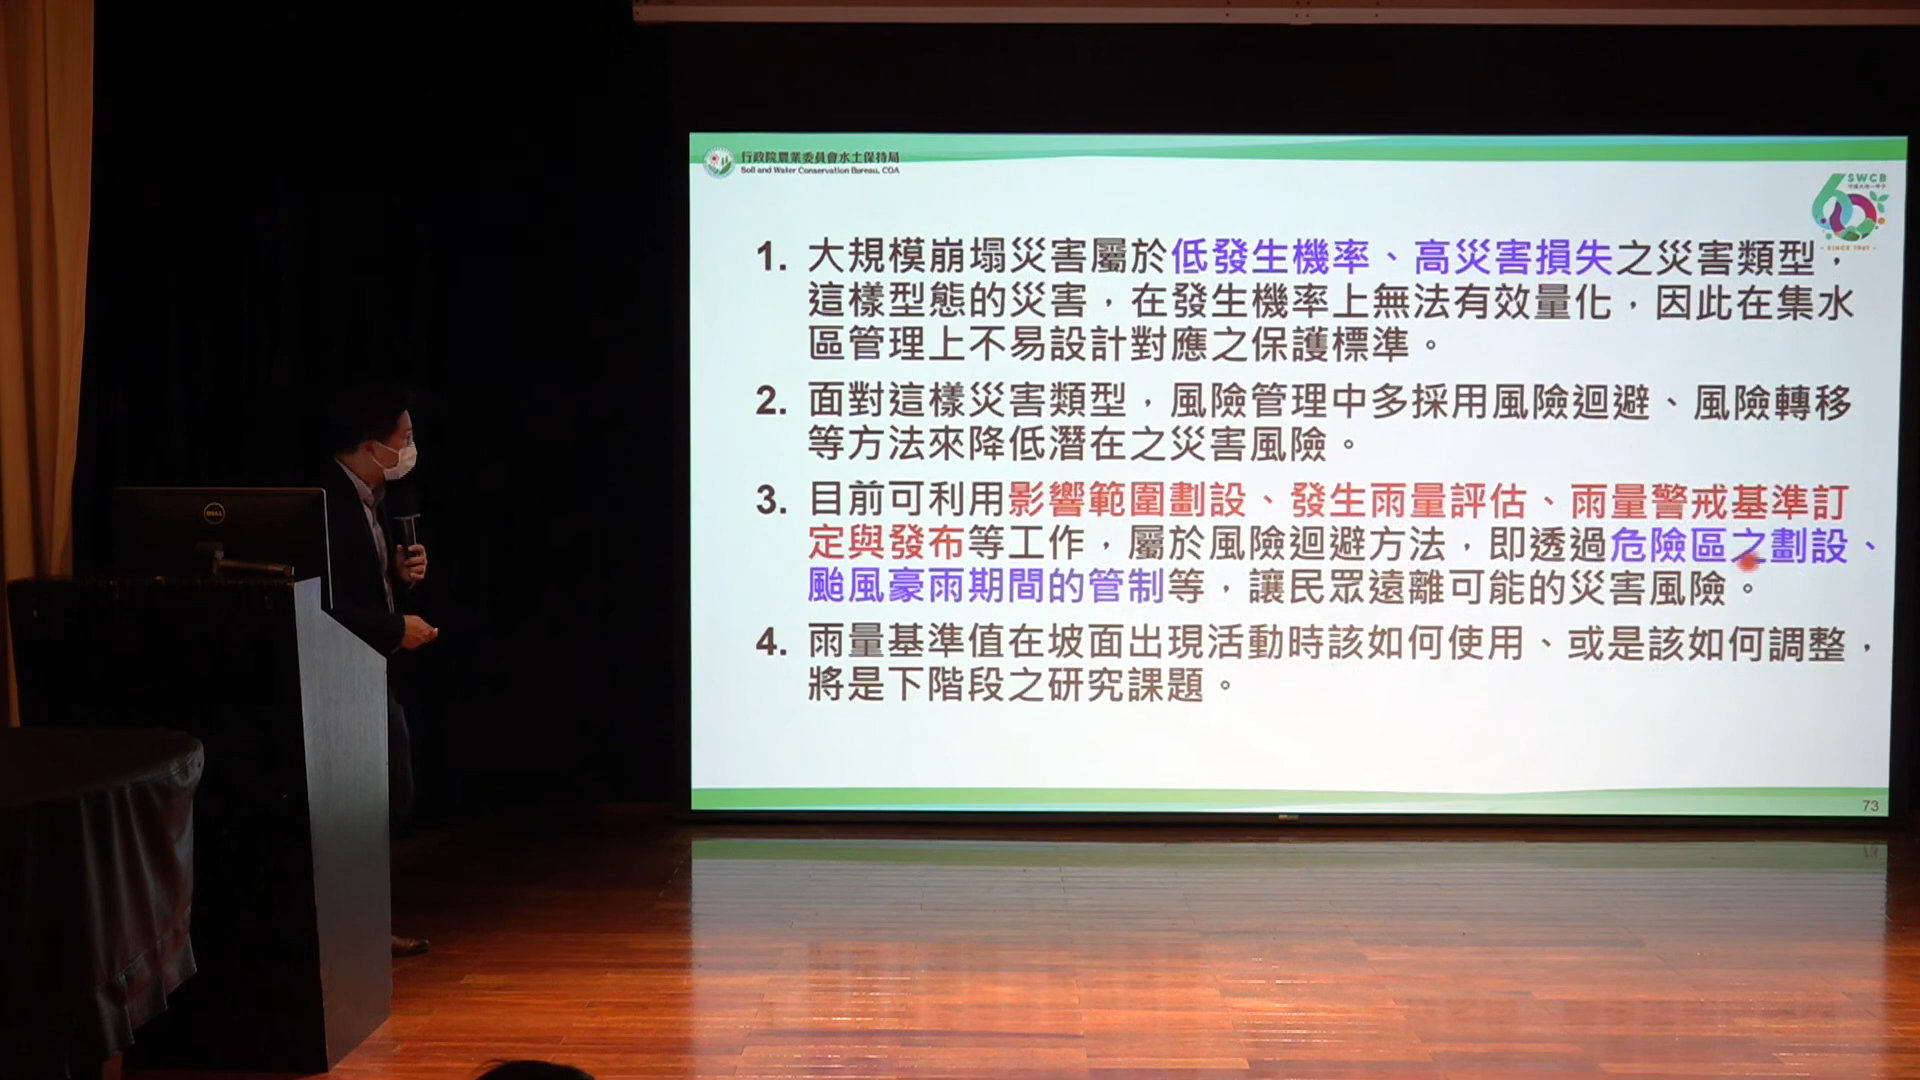 行政院農業委員會水土保持局
Soil and Water Conservation Bureau, COA
SWCB
SINCE 1961
1. 大規模崩塌災害屬於低發生機率、高災害損失之災害類型，
這樣型態的災害，在發生機率上無法有效量化，因此在集水
區管理上不易設計對應之保護標準。
2. 面對這樣災害類型，風險管理中多採用風險迴避、風險轉移
等方法來降低潛在之災害風險。
3. 目前可利用影響範圍劃設、發生雨量評估、雨量警戒基準訂
定與發布等工作，屬於風險迴避方法，即透過危險區之劃設、
颱風豪雨期間的管制等，讓民眾遠離可能的災害風險。
4. 雨量基準值在坡面出現活動時該如何使用、或是該如何調整，
將是下階段之研究課題。
73
DELL